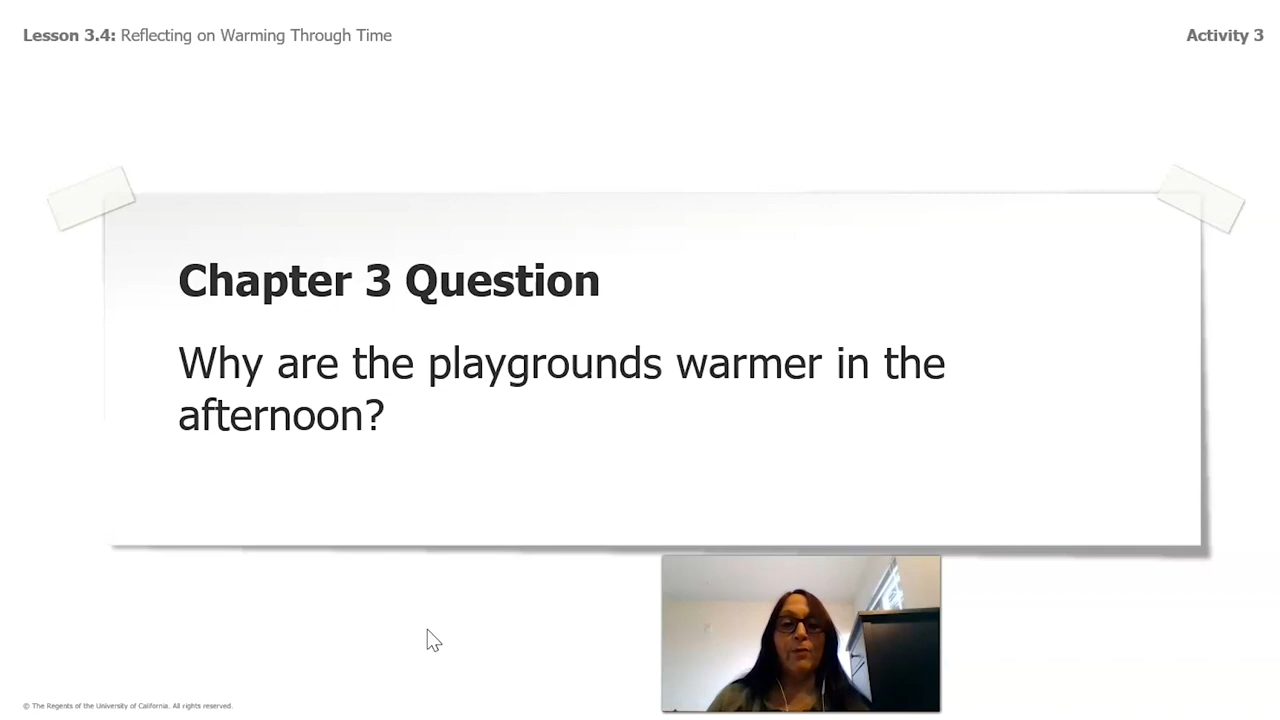 Lesson 3.4: Reflecting on Warming Through Time
Activity 3
Chapter 3 Question
Why are the playgrounds warmer in the
afternoon?
© The Regents of the University of California. All rights reserved.